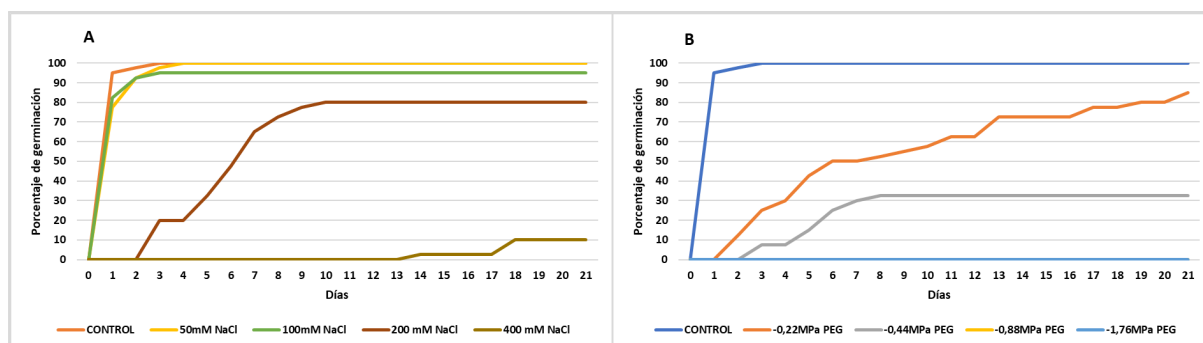 A
Porcentaje de germinación
100
90
80
70
60
50
40
30
20
10
0
0 1 2 3 4 5 6 7 8 9 10 11 12 13 14 15 16 17 18 19 20 21
Días
CONTROL 50mM NaCl 100mM NaCl 200 mM NaCl 400 mM NaCl
B
Porcentaje de germinación
100
90
80
70
60
50
40
30
20
10
0
0 1 2 3 4 5 6 7 8 9 10 11 12 13 14 15 16 17 18 19 20 21
Días
CONTROL -0,22MPa PEG -0,44MPa PEG -0,88MPa PEG -1,76MPa PEG